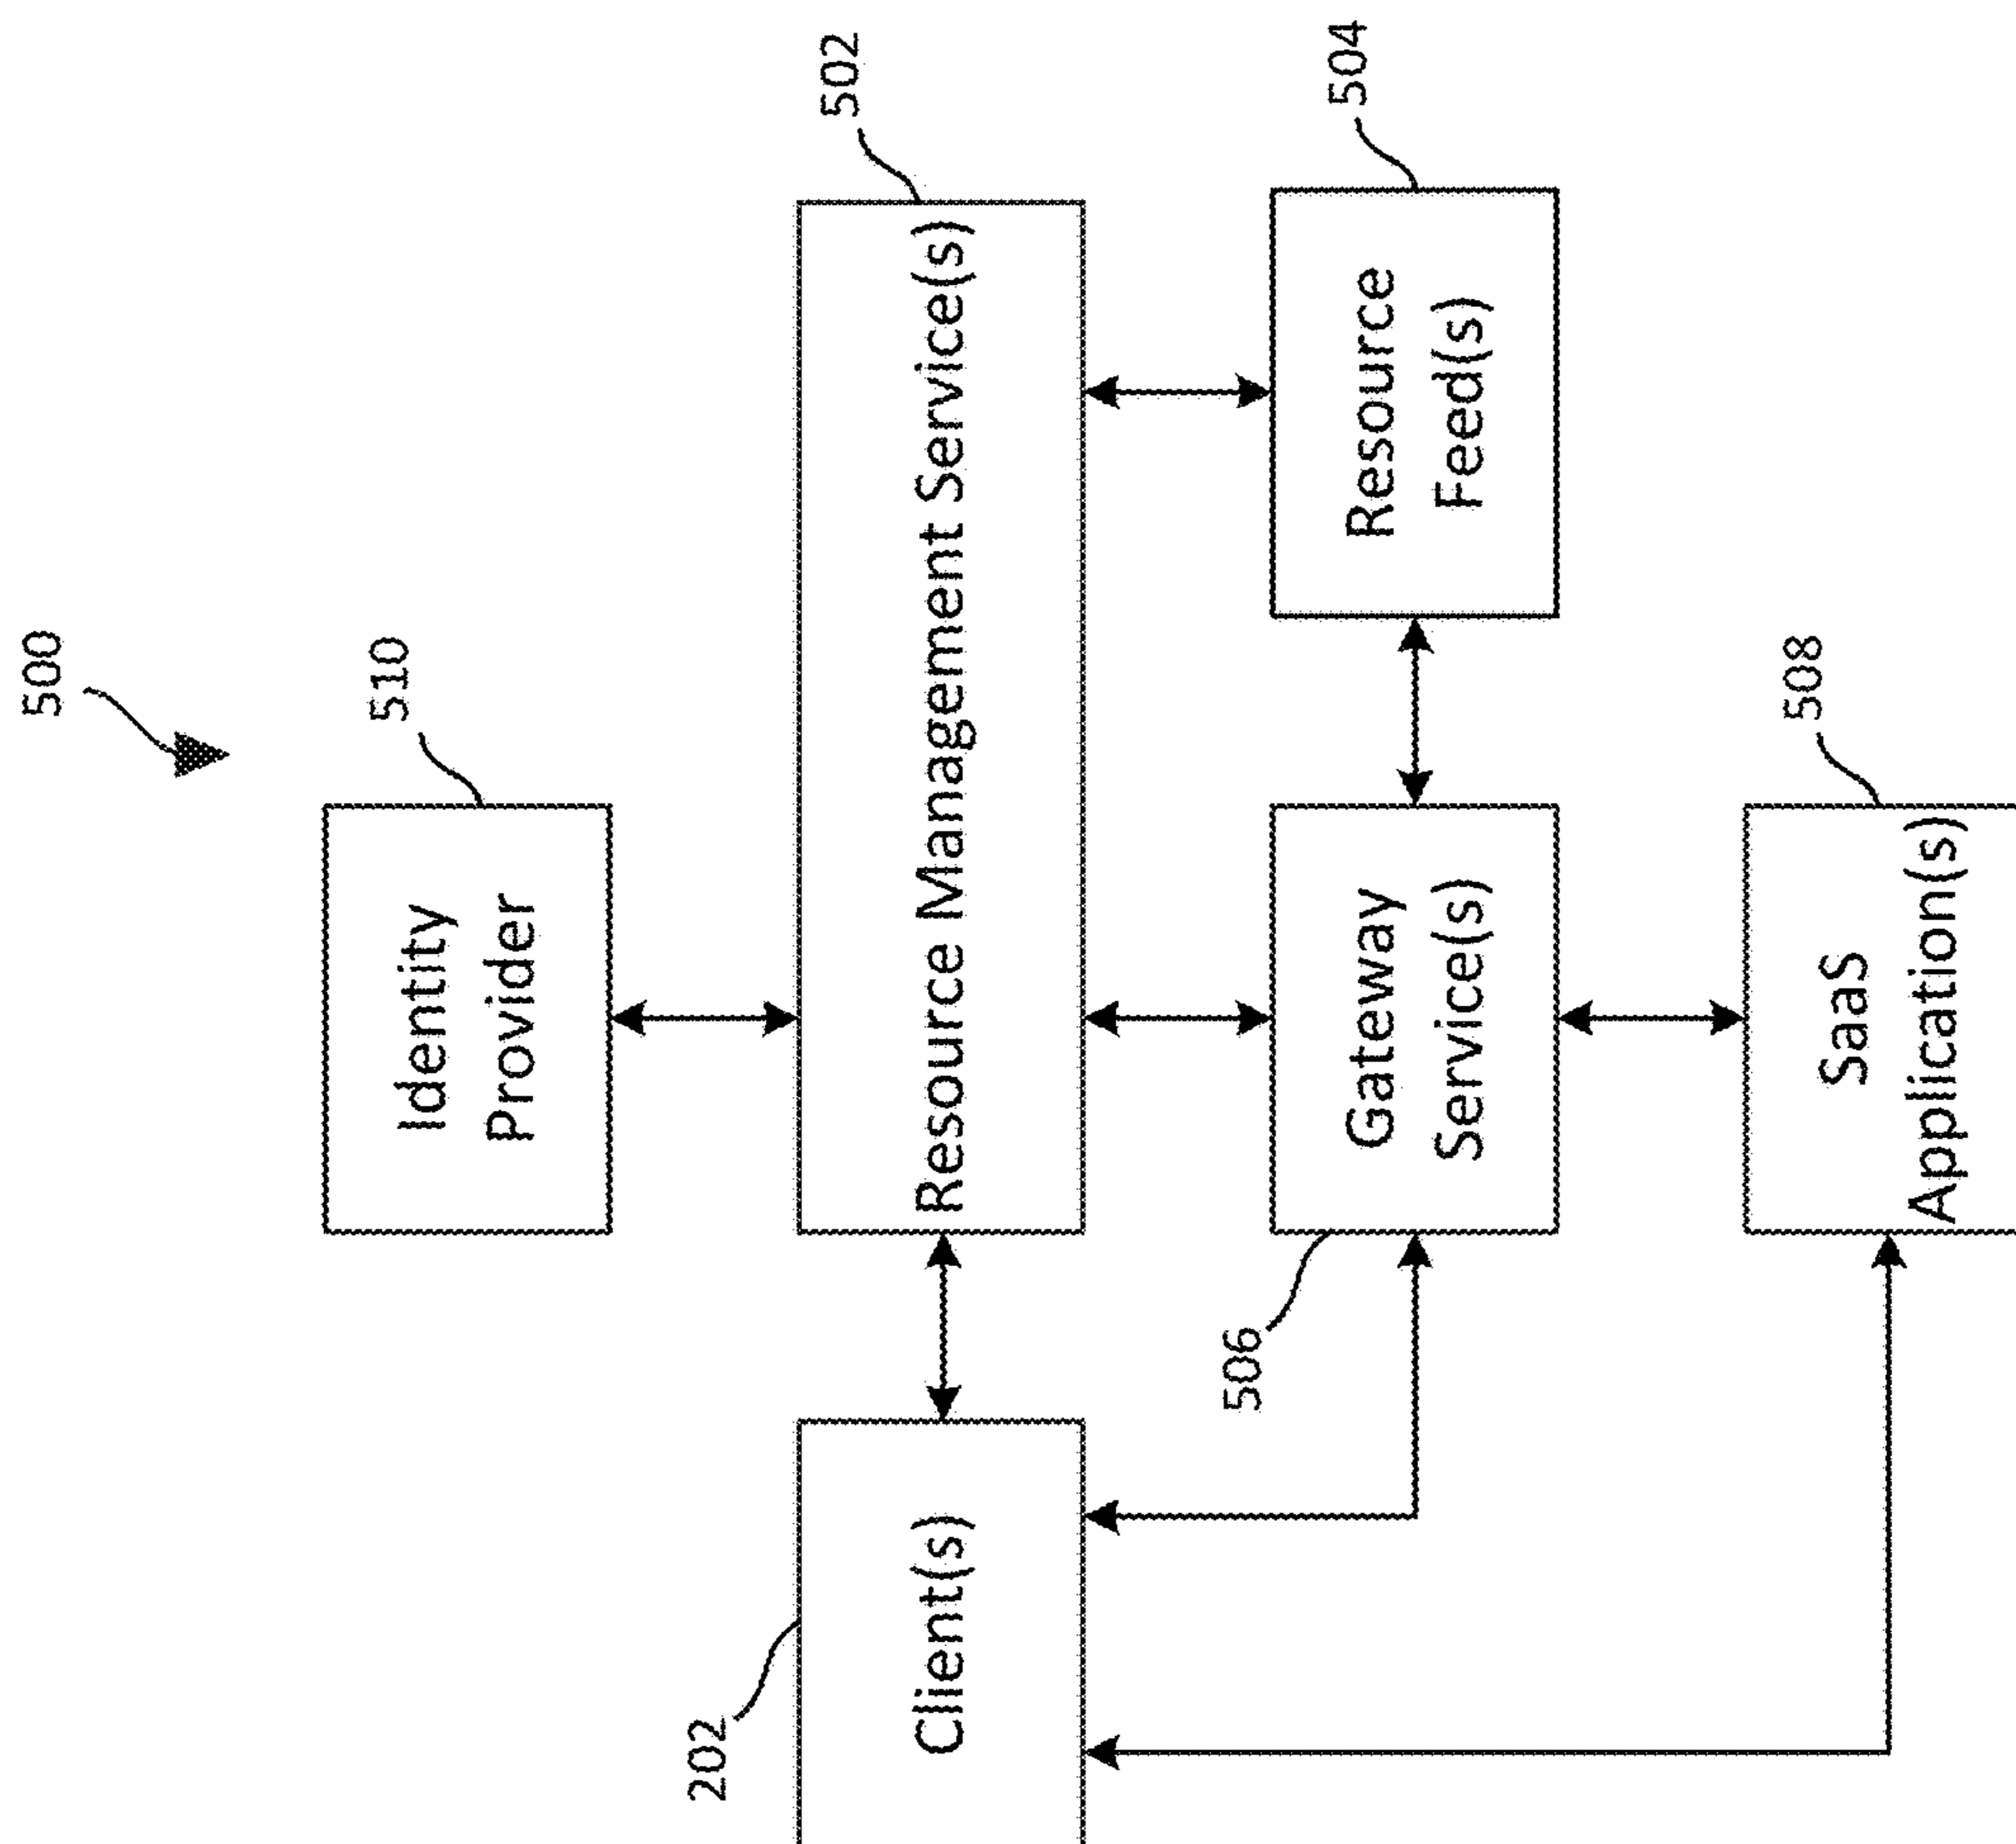 500
510
Identity
Provider
502
Resource Management Service(s)
202
Client(s)
506
Gateway
Service(s)
504
Resource
Feed(s)
508
SaaS
Application(s)